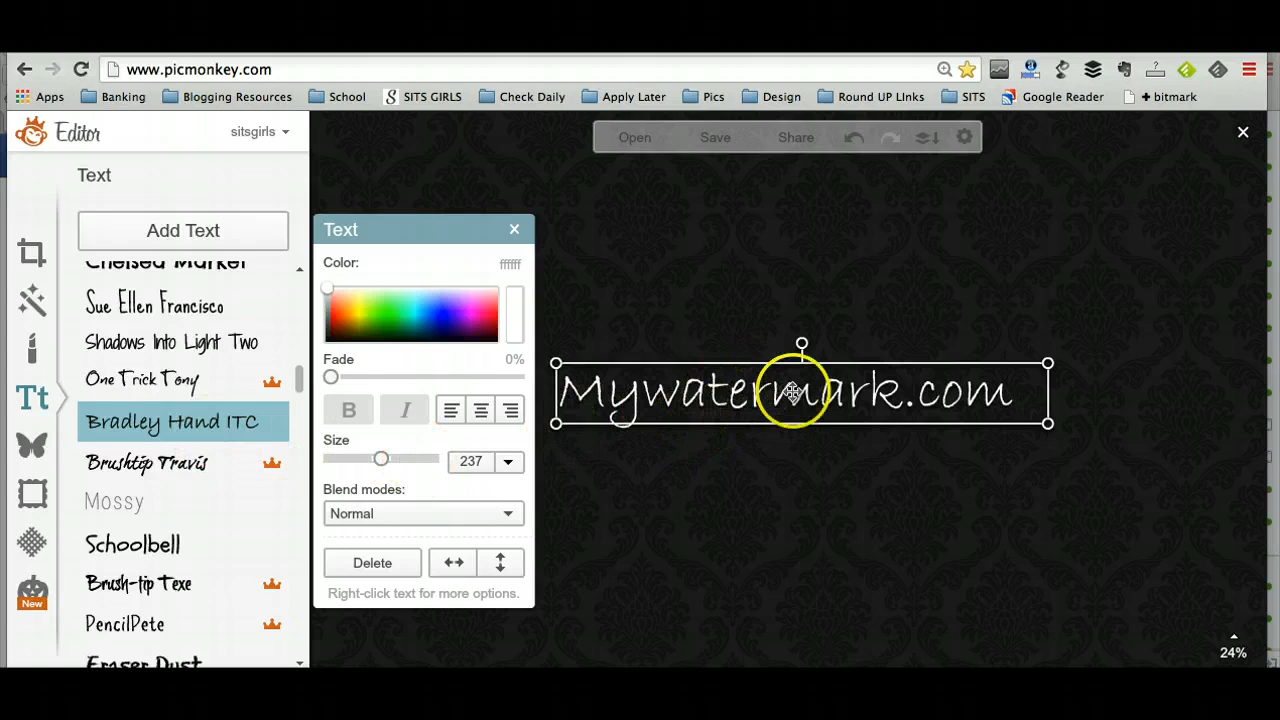 www.picmonkey.com
Apps Banking Blogging Resources School SITS GIRLS Check Daily Apply Later Pics Design Round UP LInks SITS Google Reader + bitmark
Editor sitsgirls
Open Save Share
Text
Add Text
Chelsea Market
Sue Ellen Francisco
Shadows Into Light Two
One Trick Tony
Bradley Hand ITC
Brushtip Travis
Mossy
Schoolbell
Brush-tip Texe
PencilPete
Eraser Dust
New
Text
Color: ffffff
Fade 0%
B I
Size
237
Blend modes:
Normal
Delete
Right-click text for more options.
Mywatermark.com
24%
Tt